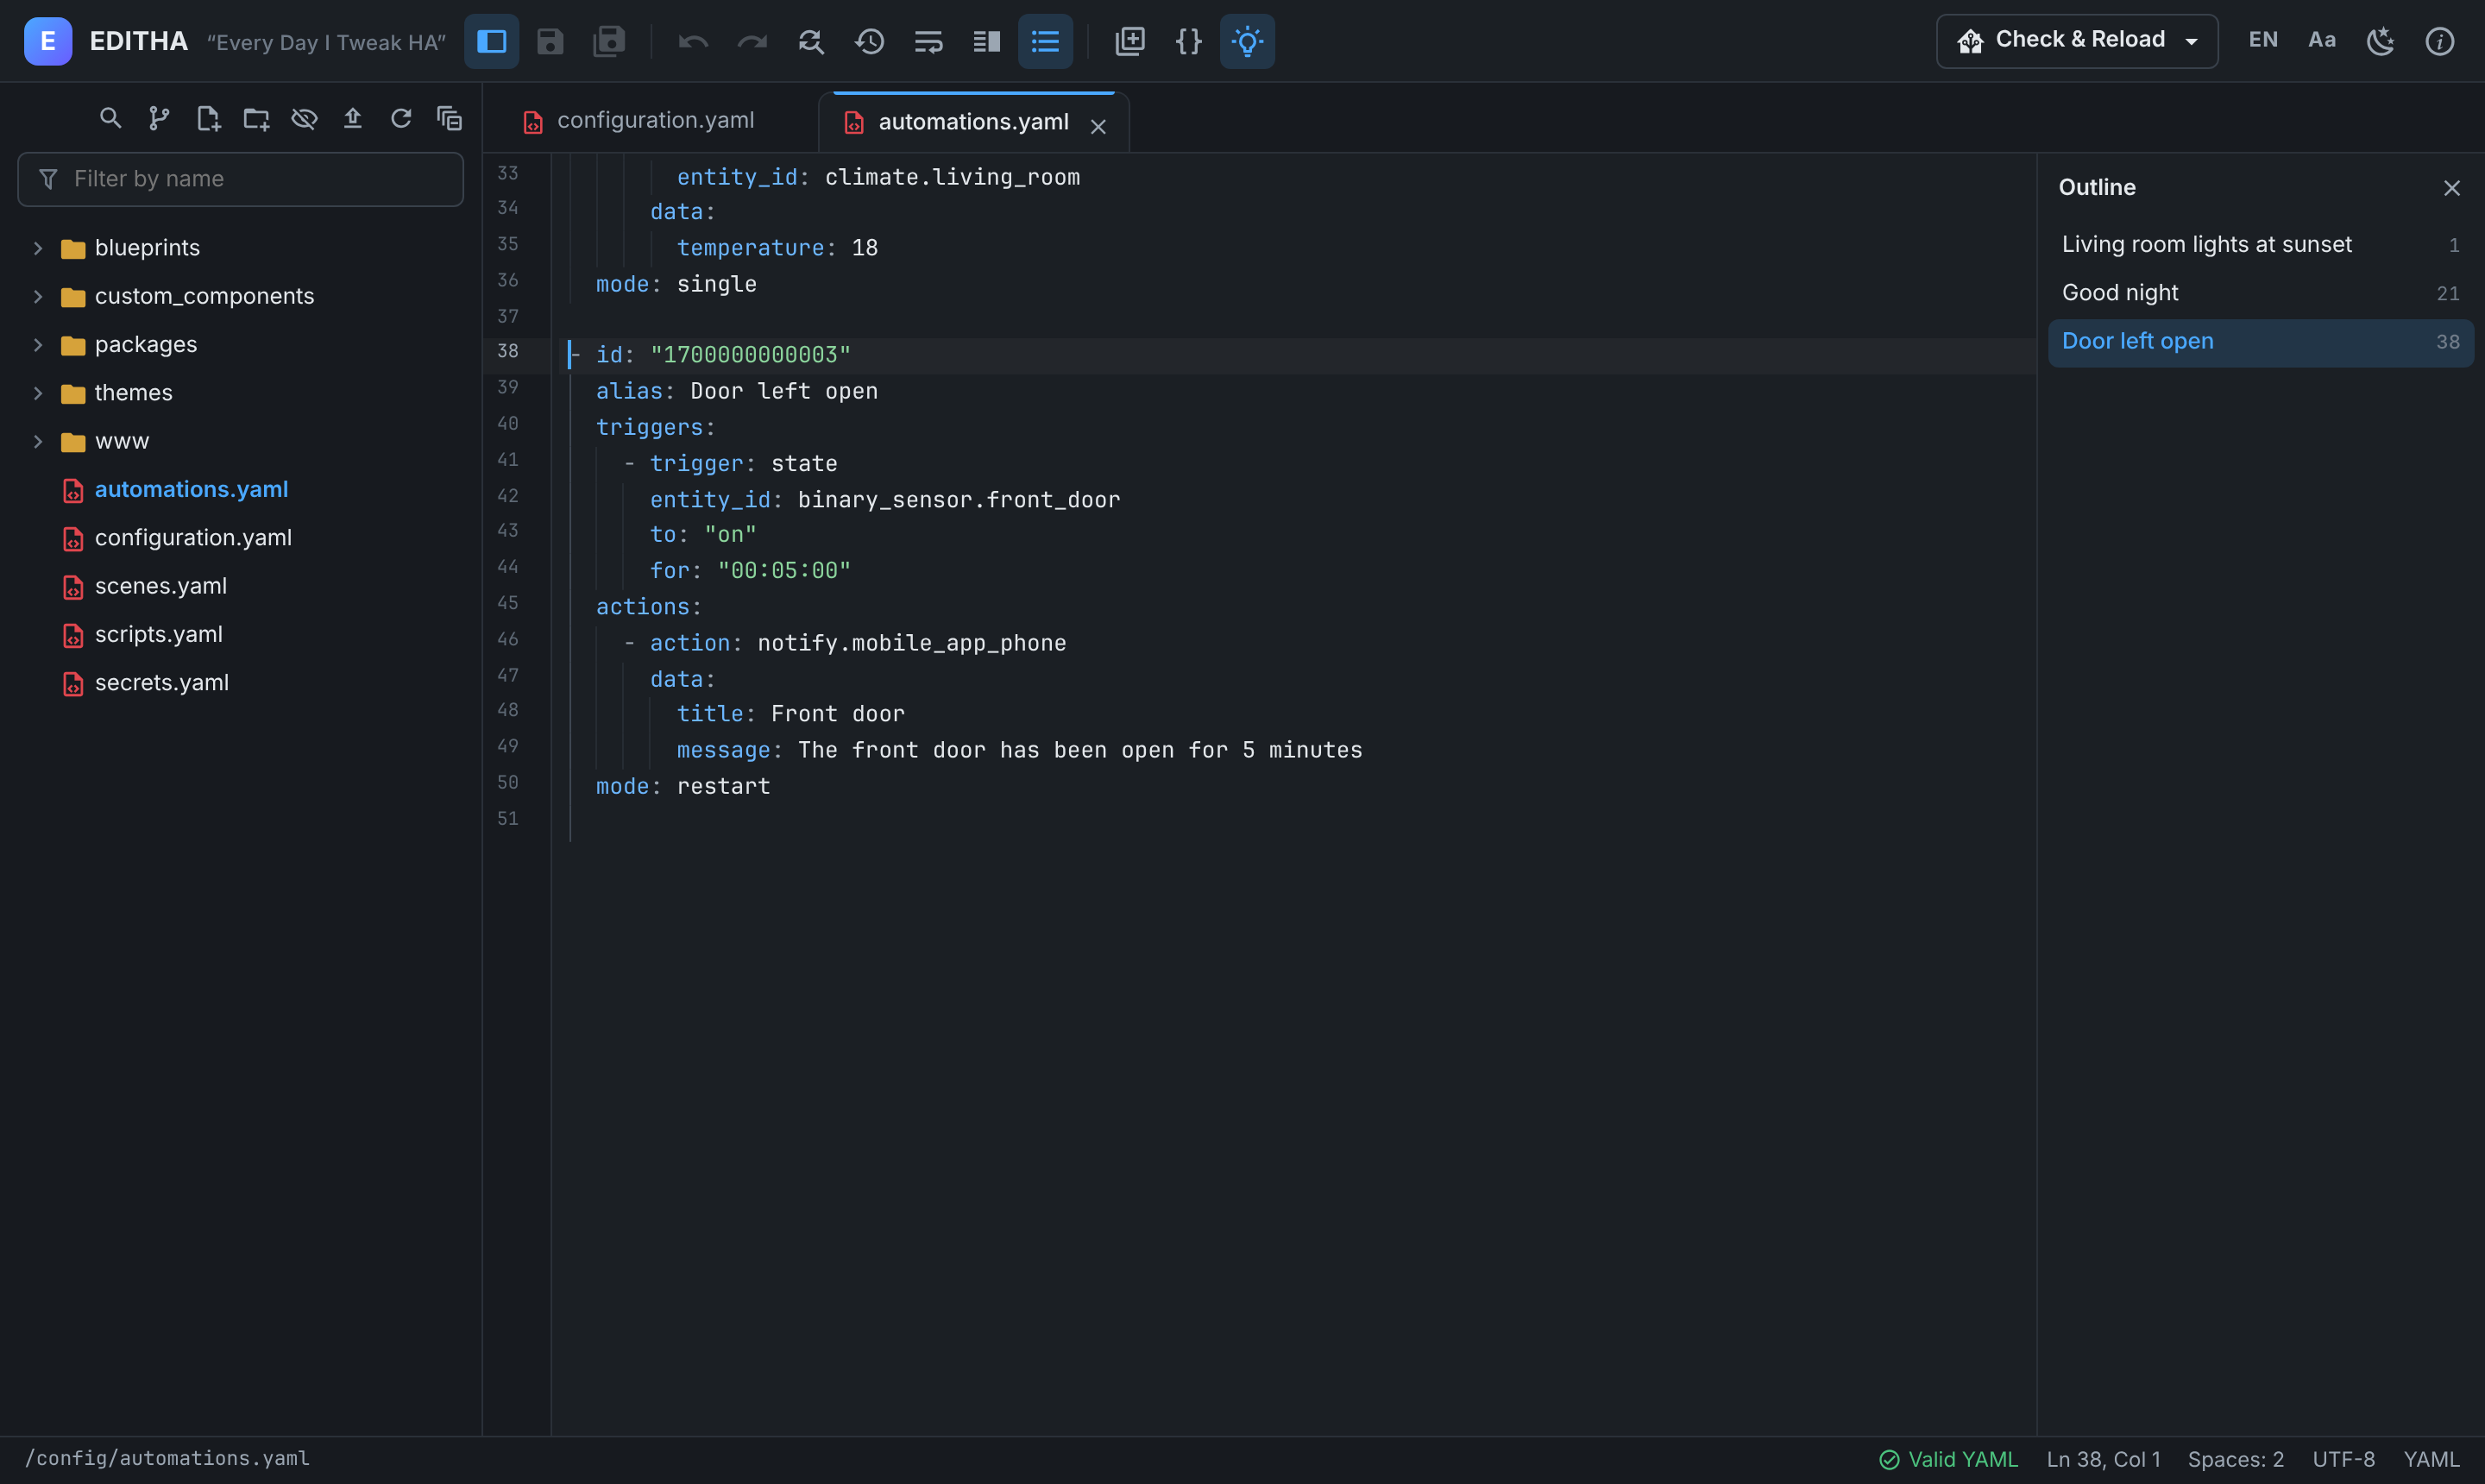 E EDITHA “Every Day I Tweak HA” Check & Reload EN Aa
configuration.yaml automations.yaml
Filter by name
blueprints
custom_components
packages
themes
www
automations.yaml
configuration.yaml
scenes.yaml
scripts.yaml
secrets.yaml
33 entity_id: climate.living_room
34 data:
35 temperature: 18
36 mode: single
37
38 - id: "1700000000003"
39 alias: Door left open
40 triggers:
41 - trigger: state
42 entity_id: binary_sensor.front_door
43 to: "on"
44 for: "00:05:00"
45 actions:
46 - action: notify.mobile_app_phone
47 data:
48 title: Front door
49 message: The front door has been open for 5 minutes
50 mode: restart
51
Outline
Living room lights at sunset 1
Good night 21
Door left open 38
/config/automations.yaml Valid YAML Ln 38, Col 1 Spaces: 2 UTF-8 YAML